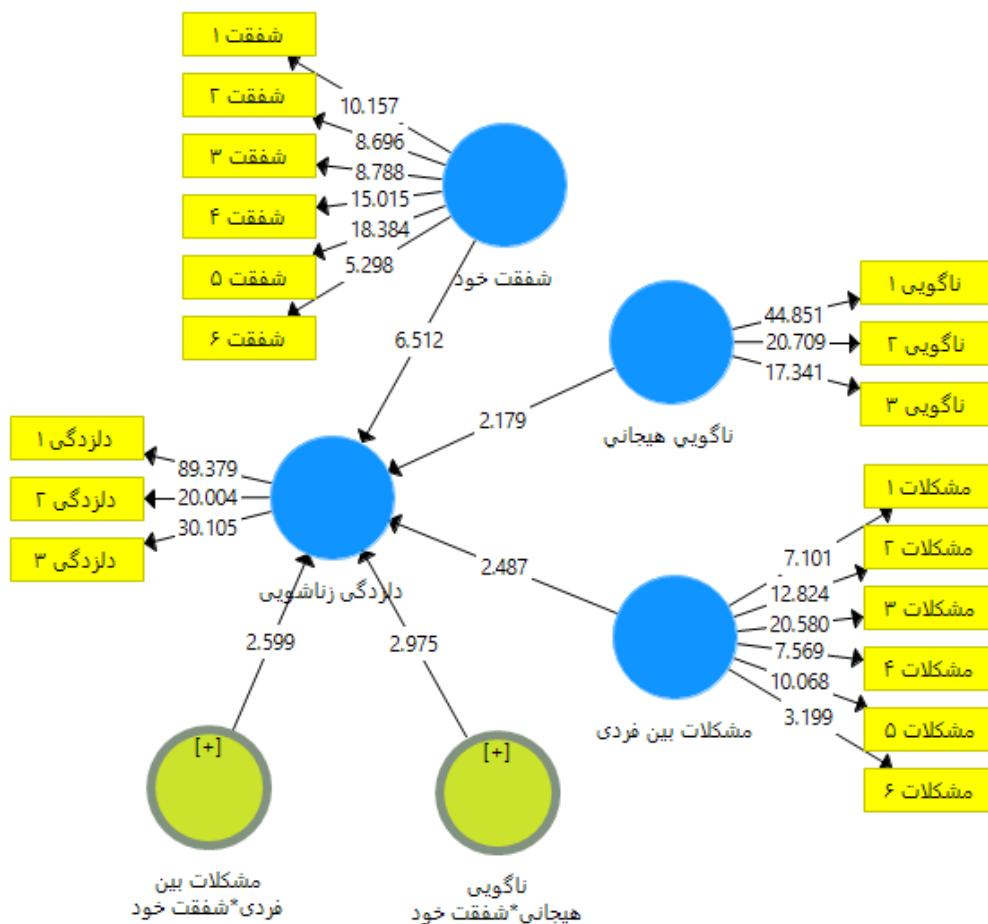 شفقت ۱
شفقت ۲
شفقت ۳
شفقت ۴
شفقت ۵
شفقت ۶
10.157
8.696
8.788
15.015
18.384
5.298
شفقت خود
6.512
ناگویی ۱
ناگویی ۲
ناگویی ۳
44.851
20.709
17.341
ناگویي هیجاني
2.179
دلزدگی ۱
دلزدگی ۲
دلزدگی ۳
89.379
20.004
30.105
دلزدگی زناشویی
2.487
مشکلات ۱
مشکلات ۲
مشکلات ۳
مشکلات ۴
مشکلات ۵
مشکلات ۶
7.101
12.824
20.580
7.569
10.068
3.199
مشکلات بین فردی
2.599
2.975
[+]
مشکلات بین
فردی*شفقت خود
[+]
ناگویی
هیجانی*شفقت خود